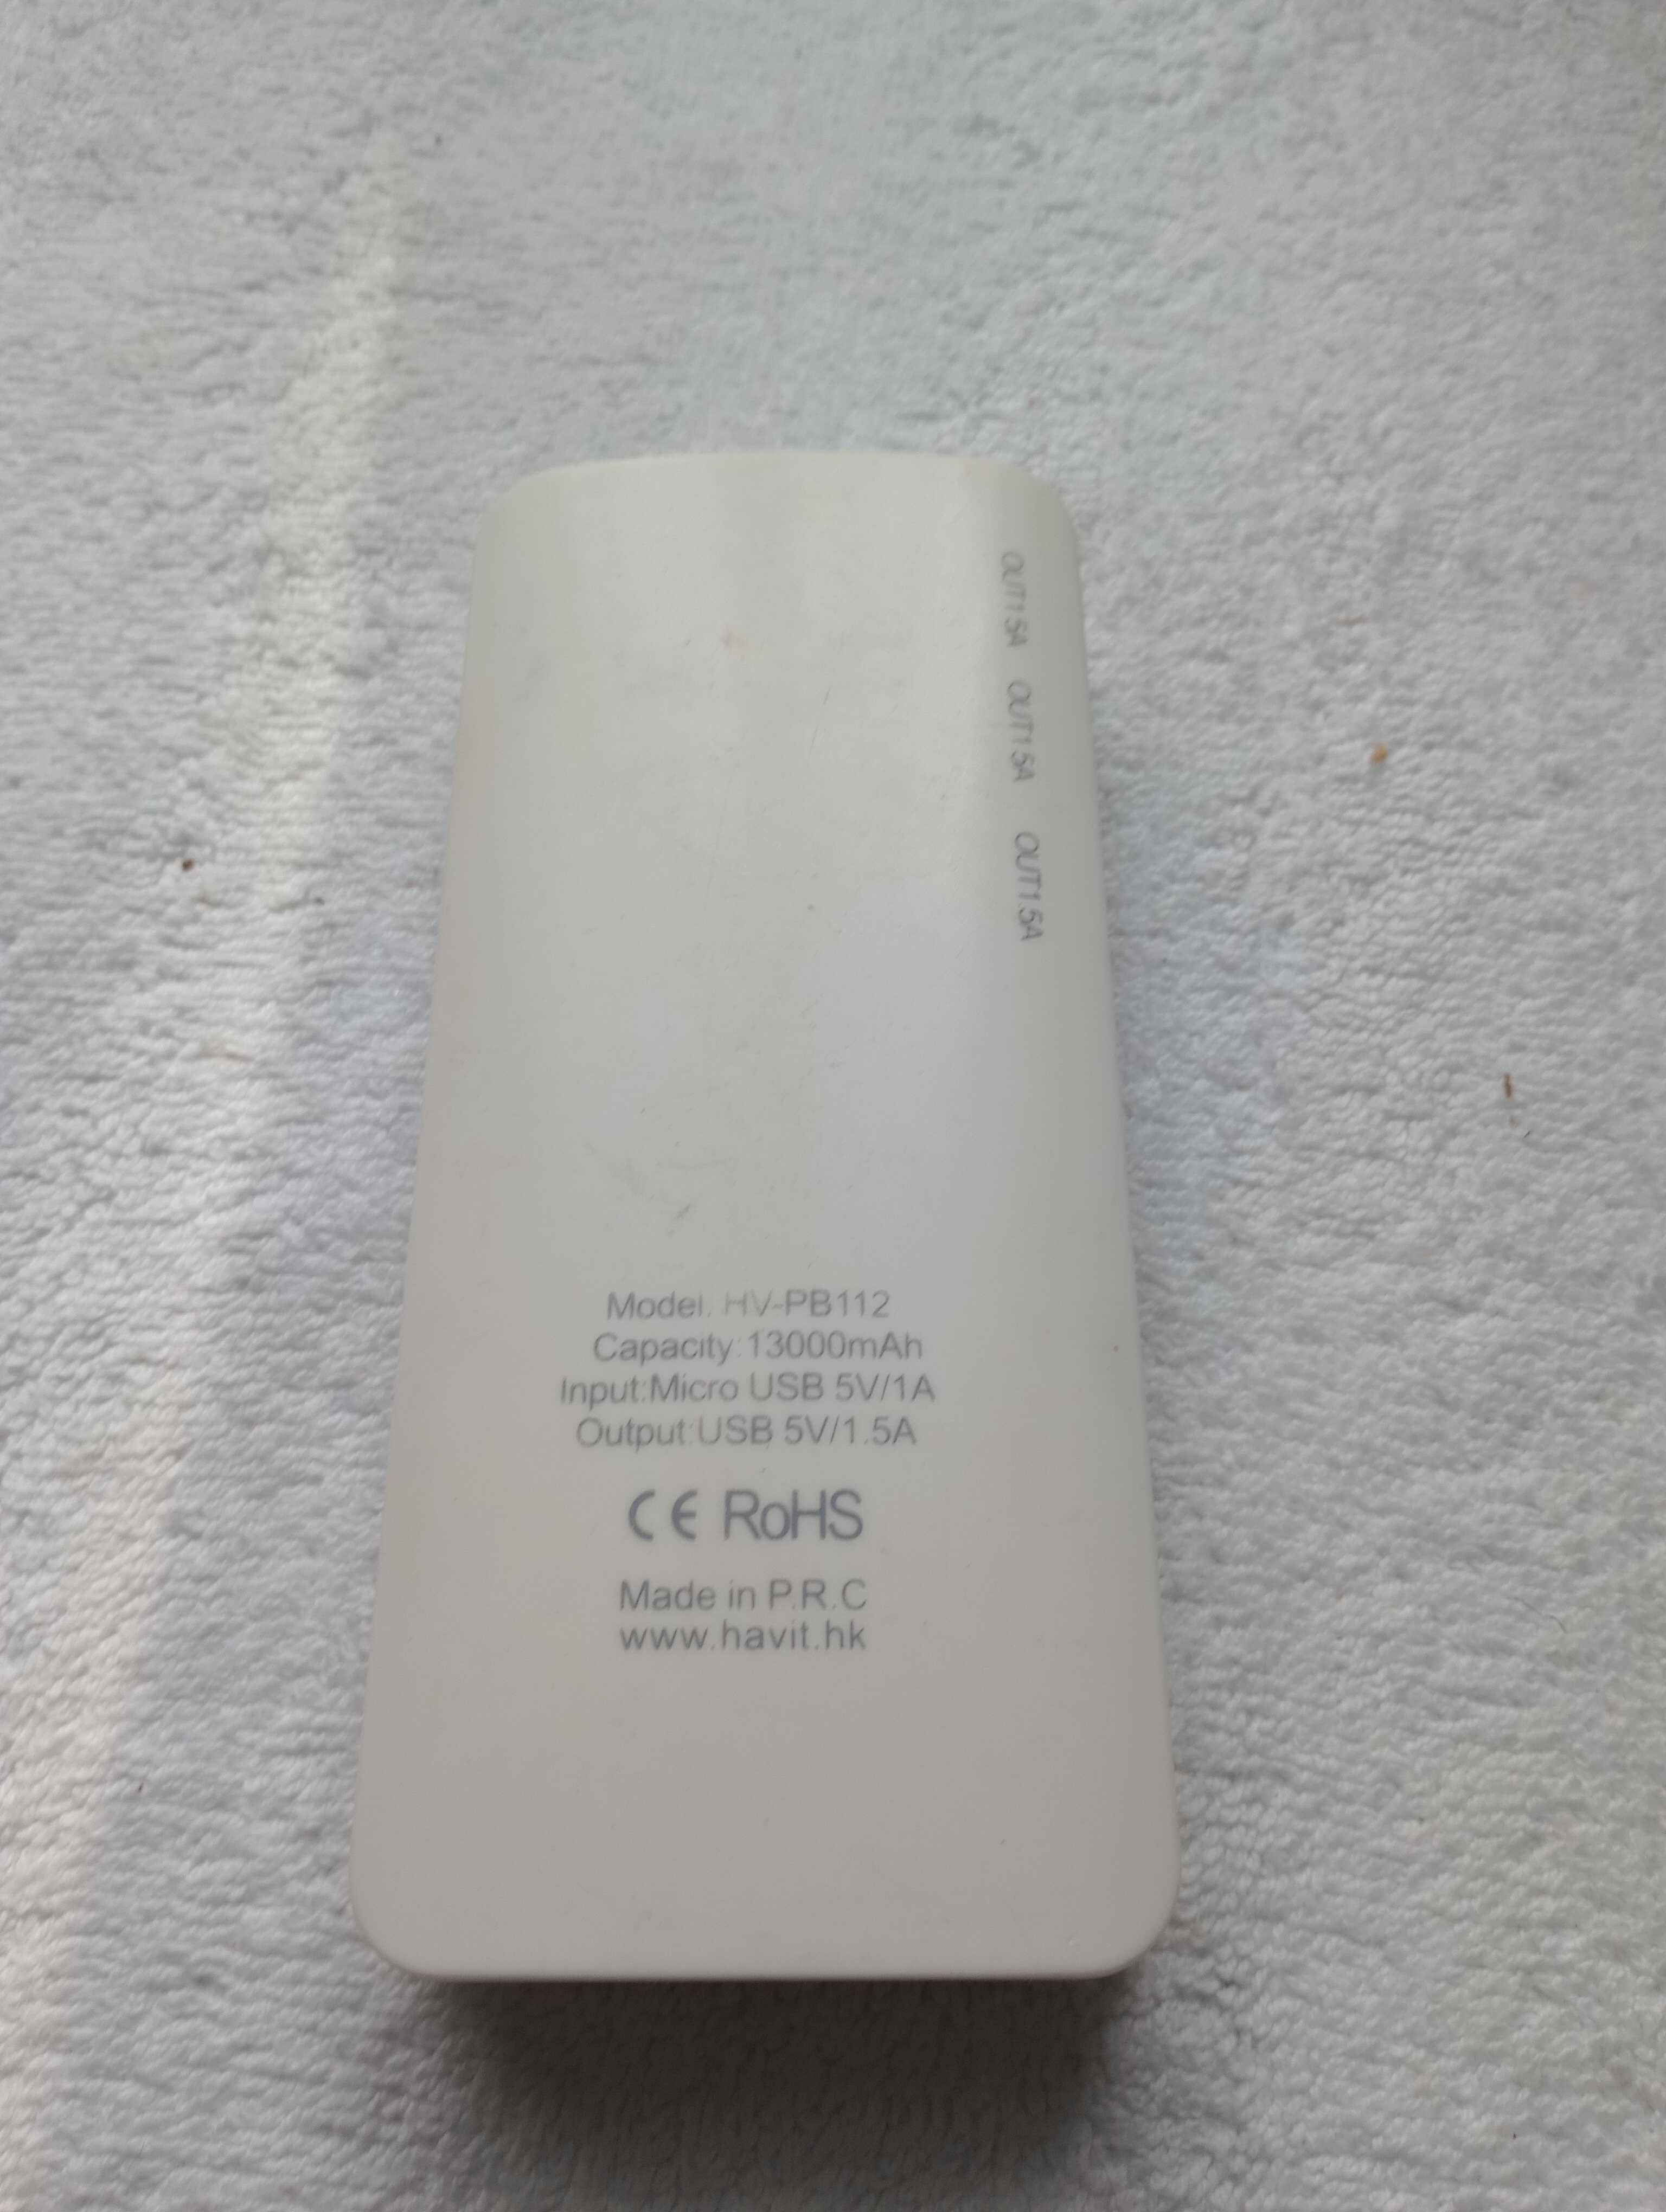 OUT1.5A OUT1.5A OUT1.5A
Model: HV-PB112
Capacity:13000mAh
Input:Micro USB 5V/1A
Output:USB 5V/1.5A
CE RoHS
Made in P.R.C
www.havit.hk